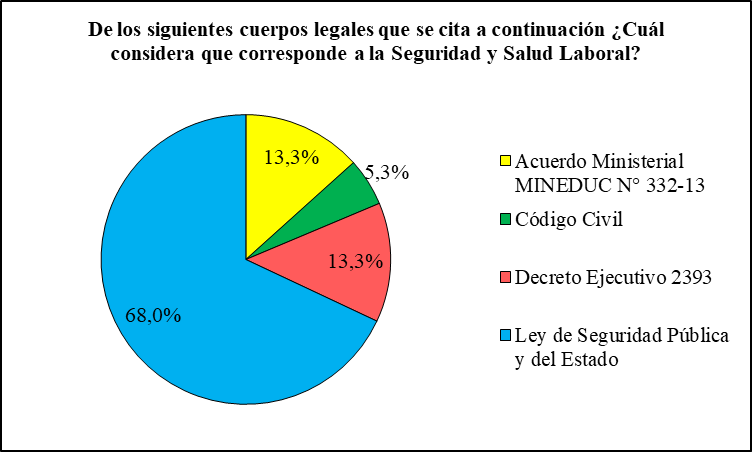 De los siguientes cuerpos legales que se cita a continuación ¿Cuál
considera que corresponde a la Seguridad y Salud Laboral?
13,3%
5,3%
13,3%
68,0%
Acuerdo Ministerial
MINEDUC N° 332-13
Código Civil
Decreto Ejecutivo 2393
Ley de Seguridad Pública
y del Estado